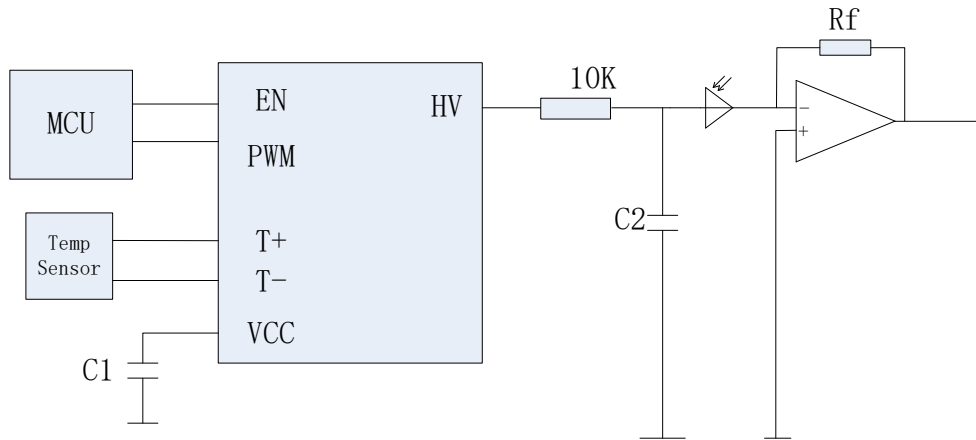 Rf
10K
MCU
EN
HV
PWM
−
+
C2
Temp
Sensor
T+
T−
VCC
C1